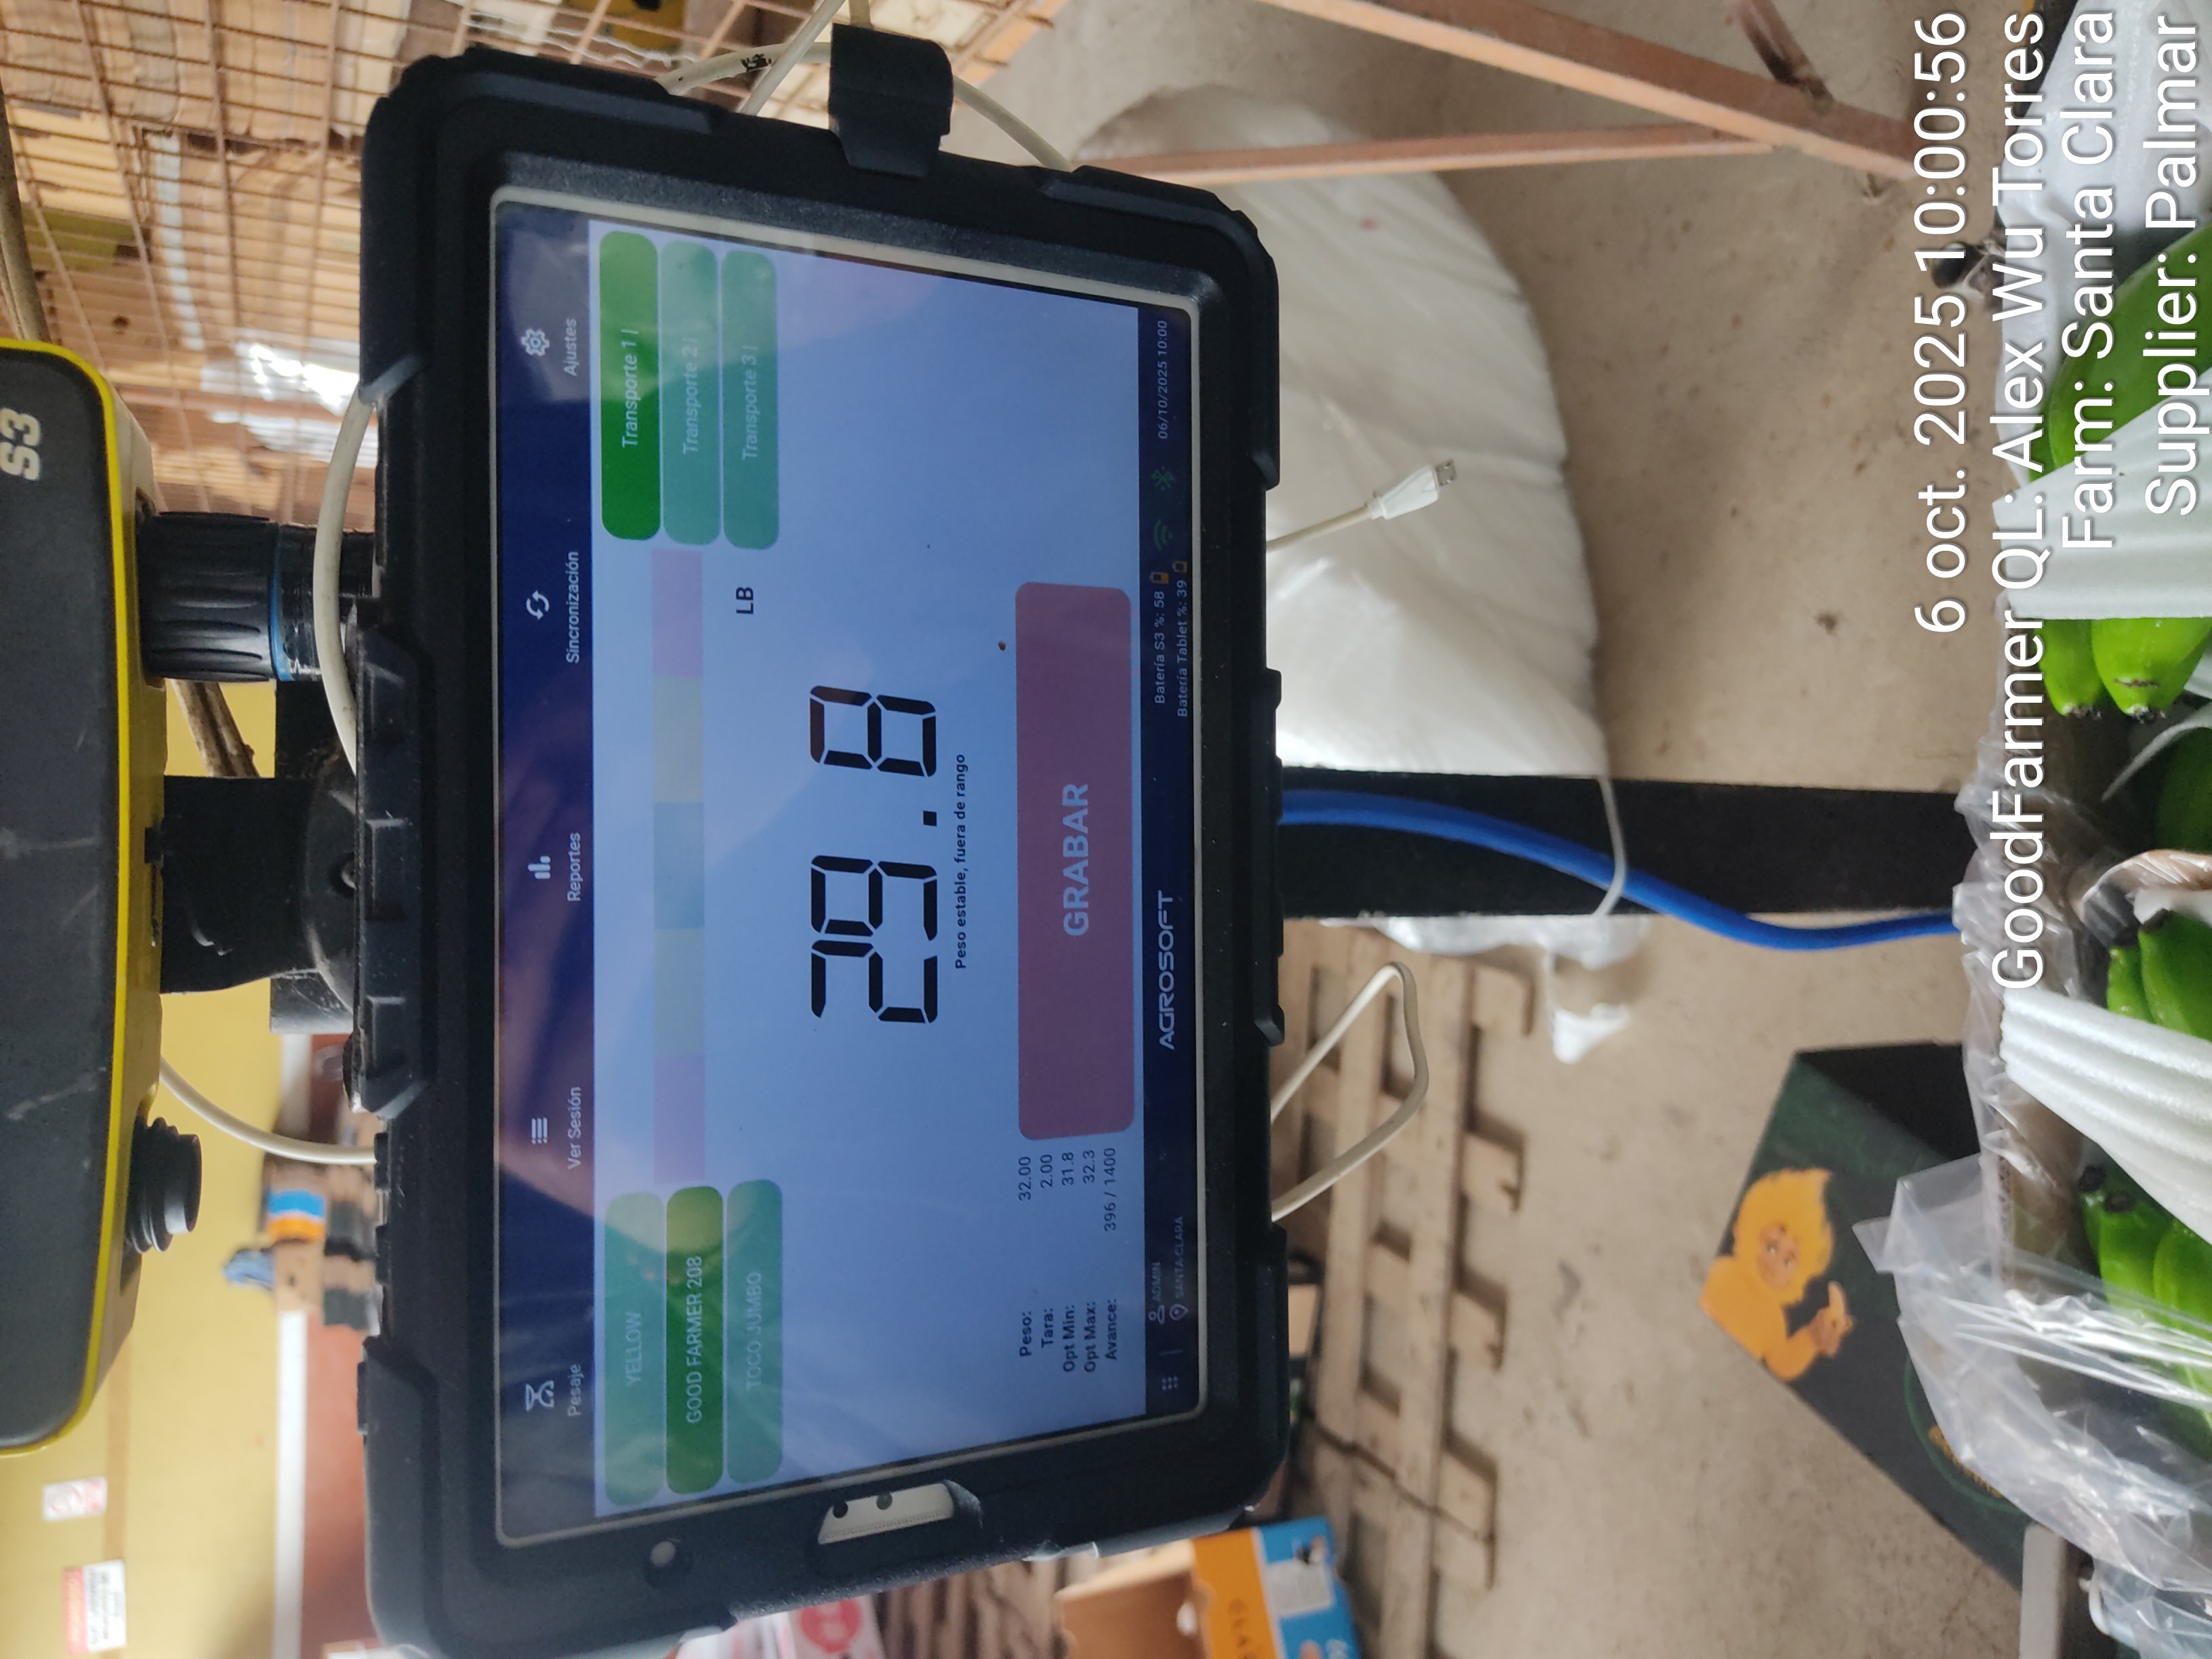 S3
Pesaje
Ver Sesión
Reportes
Sincronización
Ajustes
YELLOW
GOOD FARMER 208
TOCO JUMBO
Transporte 1 |
Transporte 2 |
Transporte 3 |
LB
29.8
Peso estable, fuera de rango
Peso: 32.00
Tara: 2.00
Opt Min: 31.8
Opt Max: 32.3
Avance: 396 / 1400
GRABAR
ADMIN
SANTA CLARA
AGROSOFT
Batería S3 %: 58
Batería Tablet %: 39
06/10/2025 10:00
6 oct. 2025 10:00:56
GoodFarmer QL: Alex Wu Torres
Farm: Santa Clara
Supplier: Palmar